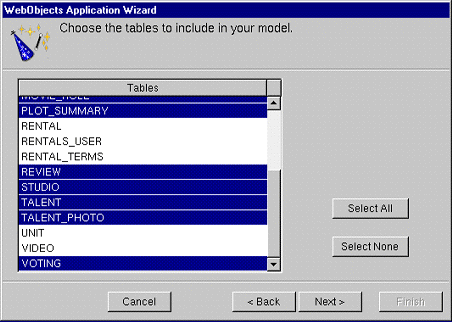 WebObjects Application Wizard
Choose the tables to include in your model.
Tables
MOVIE_ROLE
PLOT_SUMMARY
RENTAL
RENTALS_USER
RENTAL_TERMS
REVIEW
STUDIO
TALENT
TALENT_PHOTO
UNIT
VIDEO
VOTING
Select All
Select None
Cancel
< Back
Next >
Finish